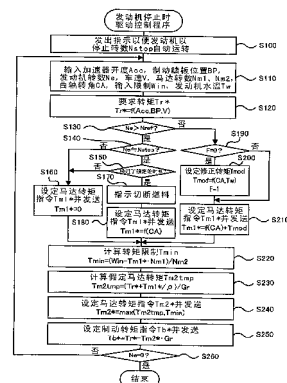 发动机停止时
驱动控制程序
发出指示以便发动机以
停止转数Nstop自动运转
S100
输入加速器开度Acc, 制动踏板位置BP,
发动机转数Ne, 车速V, 马达转数Nm1, Nm2,
曲轴转角CA, 输入限制Win, 发动机水温Tw
S110
要求转矩Tr*
Tr*=f(Acc,BP,V)
S120
S130
Ne>Nref?
否
是
S190
F=0?
S140
S150
S170
S200
S160
设定马达转矩
指令Tm1*并发送
Tm1*=0
指示切断送料
设定马达转矩
指令Tm1*并发送
Tm1*=f(CA)
S180
设定修正转矩Tmod
Tmod=f(CA,Tw)
F=1
设定马达转矩
指令Tm1*并发送
Tm1*=f(CA)+Tmod
S210
计算转矩限制Tmin
Tmin=(Win-Tm1*·Nm1)/Nm2
S220
计算假定马达转矩Tm2tmp
Tm2tmp=(Tr*+Tm1*/ρ)/Gr
S230
设定马达转矩指令Tm2*并发送
Tm2*=max(Tm2tmp,Tmin)
S240
设定制动转矩指令Tb*并发送
Tb*=Tr*-Tm2*·Gr
S250
否
Ne=0?
S260
是
结束